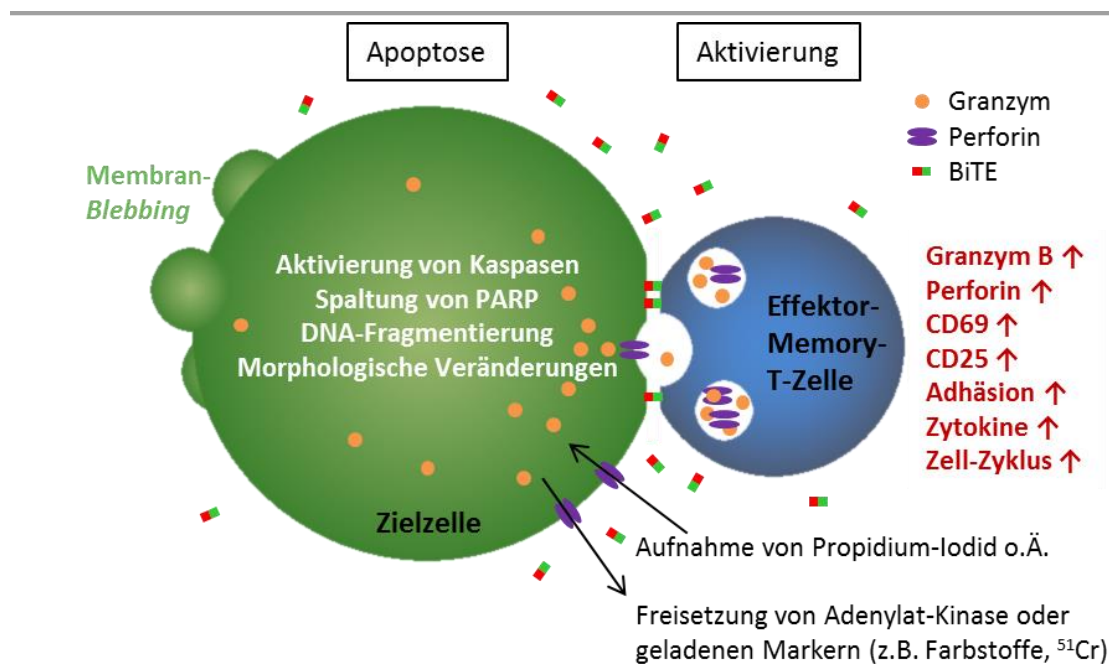 Apoptose
Aktivierung
Granzym
Perforin
BiTE
Membran-
Blebbing
Aktivierung von Kaspasen
Spaltung von PARP
DNA-Fragmentierung
Morphologische Veränderungen
Zielzelle
Effektor-
Memory-
T-Zelle
Granzym B ↑
Perforin ↑
CD69 ↑
CD25 ↑
Adhäsion ↑
Zytokine ↑
Zell-Zyklus ↑
Aufnahme von Propidium-Iodid o.Ä.
Freisetzung von Adenylat-Kinase oder
geladenen Markern (z.B. Farbstoffe, ⁵¹Cr)